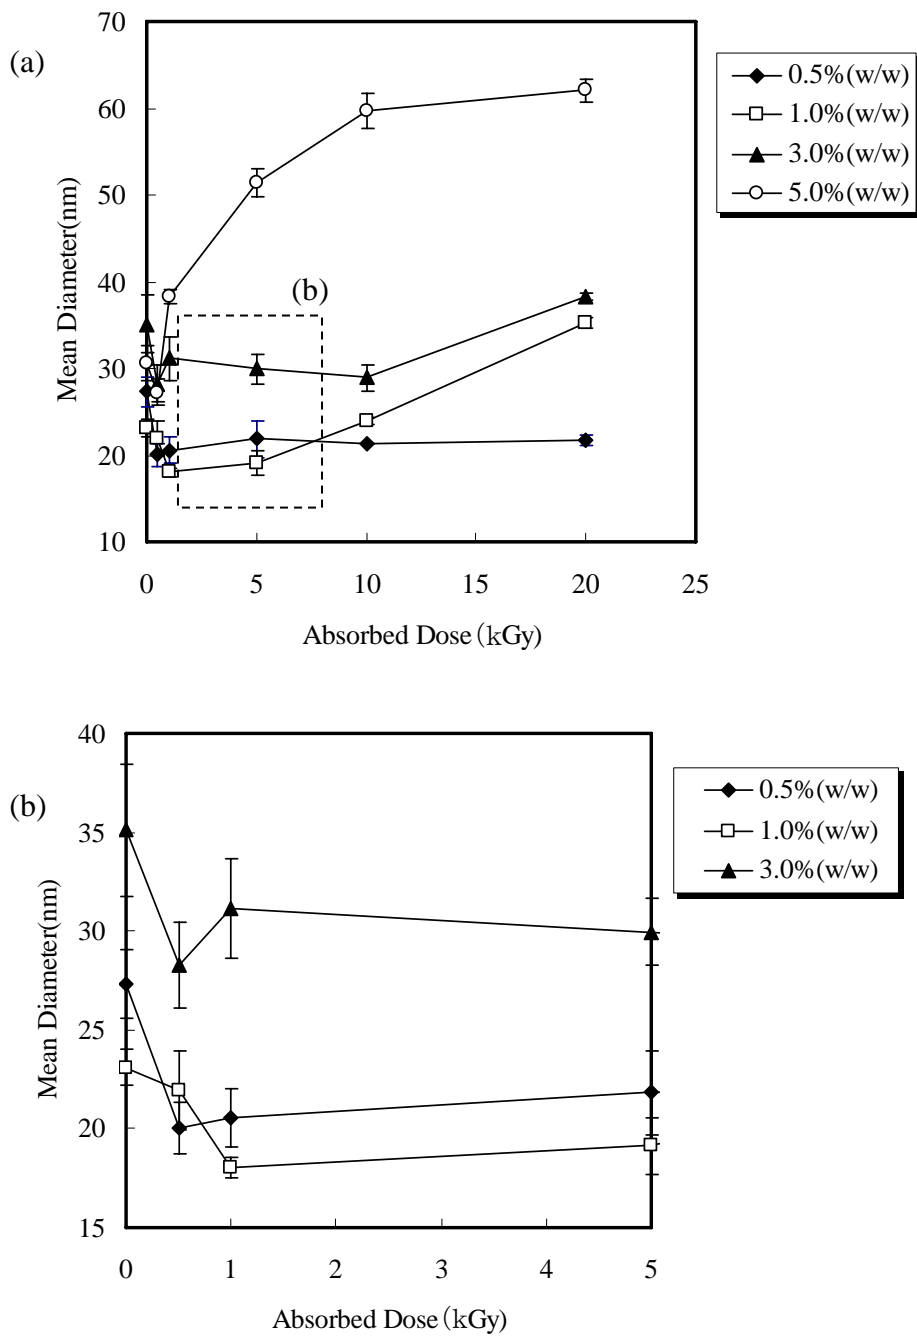 (a)
70
60
50
40
30
20
10
Mean Diameter(nm)
(b)
0 5 10 15 20 25
Absorbed Dose(kGy)
0.5%(w/w)
1.0%(w/w)
3.0%(w/w)
5.0%(w/w)
(b)
40
35
30
25
20
15
Mean Diameter(nm)
0 1 2 3 4 5
Absorbed Dose(kGy)
0.5%(w/w)
1.0%(w/w)
3.0%(w/w)